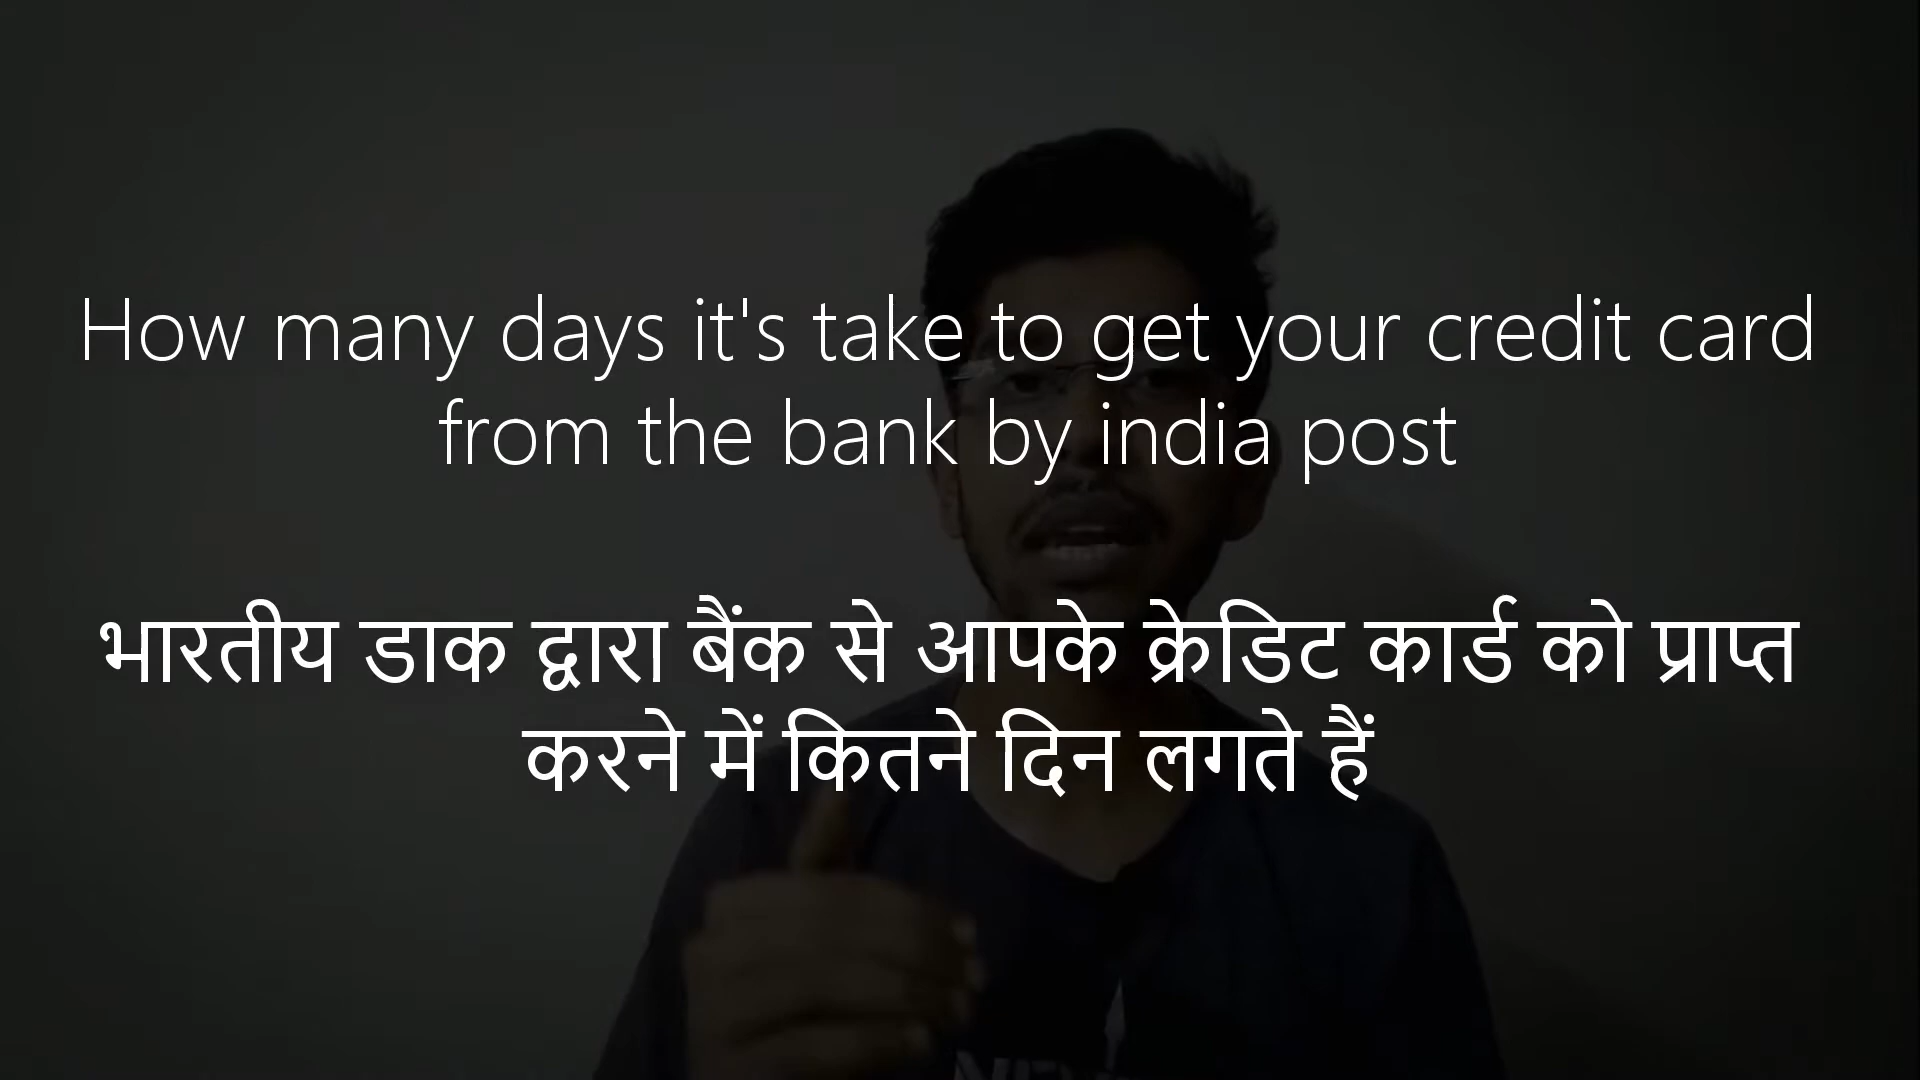 How many days it's take to get your credit card
from the bank by india post
भारतीय डाक द्वारा बैंक से आपके क्रेडिट कार्ड को प्राप्त
करने में कितने दिन लगते हैं